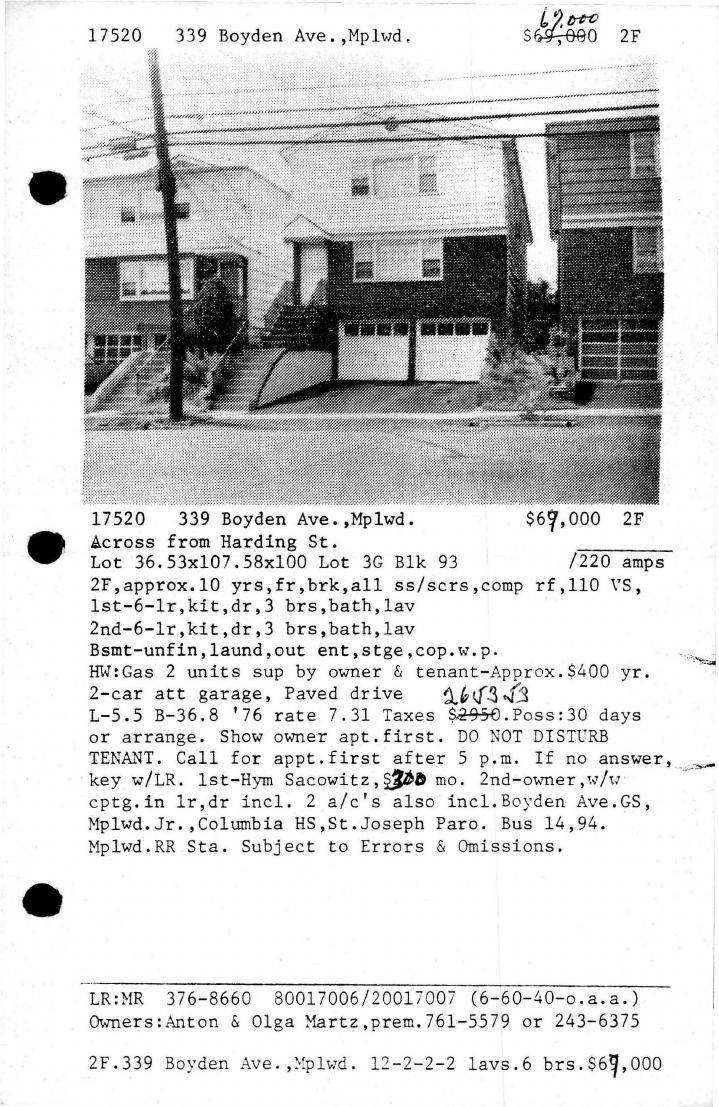 67,000
17520 339 Boyden Ave.,Mplwd. $69,000 2F
17520 339 Boyden Ave.,Mplwd. $67,000 2F
Across from Harding St.
Lot 36.53x107.58x100 Lot 3G Blk 93 /220 amps
2F,approx.10 yrs,fr,brk,all ss/scrs,comp rf,110 VS,
1st-6-lr,kit,dr,3 brs,bath,lav
2nd-6-lr,kit,dr,3 brs,bath,lav
Bsmt-unfin,laund,out ent,stge,cop.w.p.
HW:Gas 2 units sup by owner & tenant-Approx.$400 yr.
2-car att garage, Paved drive 2653.53
L-5.5 B-36.8 '76 rate 7.31 Taxes $2950.Poss:30 days
or arrange. Show owner apt.first. DO NOT DISTURB
TENANT. Call for appt.first after 5 p.m. If no answer,
key w/LR. 1st-Hym Sacowitz,$300 mo. 2nd-owner,w/w
cptg.in lr,dr incl. 2 a/c's also incl.Boyden Ave.GS,
Mplwd.Jr.,Columbia HS,St.Joseph Paro. Bus 14,94.
Mplwd.RR Sta. Subject to Errors & Omissions.
LR:MR 376-8660 80017006/20017007 (6-60-40-o.a.a.)
Owners:Anton & Olga Martz,prem.761-5579 or 243-6375
2F.339 Boyden Ave.,Mplwd. 12-2-2-2 lavs.6 brs.$67,000